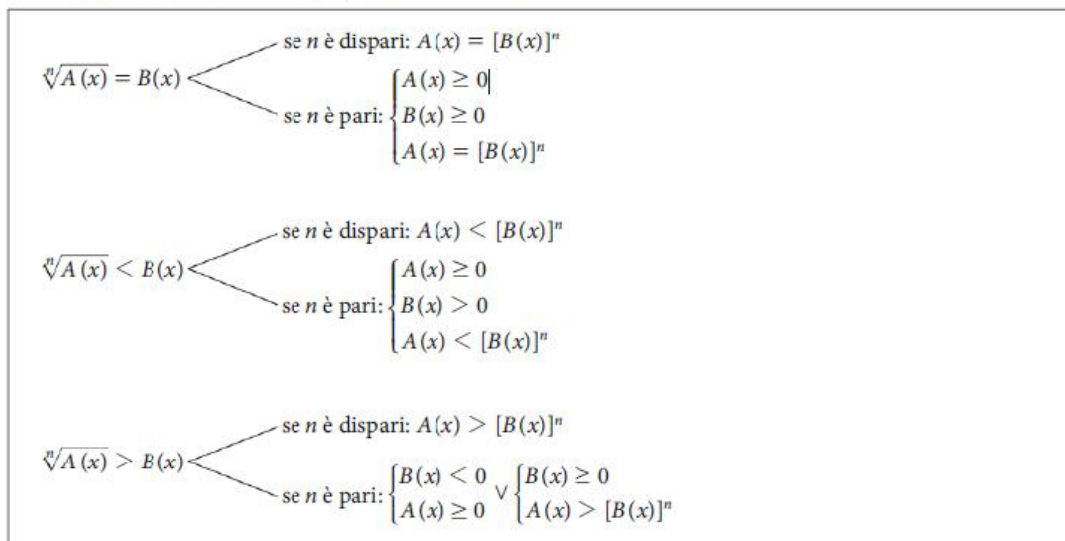 ⁿ√A(x) = B(x)
se n è dispari: A(x) = [B(x)]ⁿ
se n è pari: { A(x) ≥ 0
B(x) ≥ 0
A(x) = [B(x)]ⁿ
ⁿ√A(x) < B(x)
se n è dispari: A(x) < [B(x)]ⁿ
se n è pari: { A(x) ≥ 0
B(x) > 0
A(x) < [B(x)]ⁿ
ⁿ√A(x) > B(x)
se n è dispari: A(x) > [B(x)]ⁿ
se n è pari: { B(x) < 0 ∨ { B(x) ≥ 0
A(x) ≥ 0 A(x) > [B(x)]ⁿ